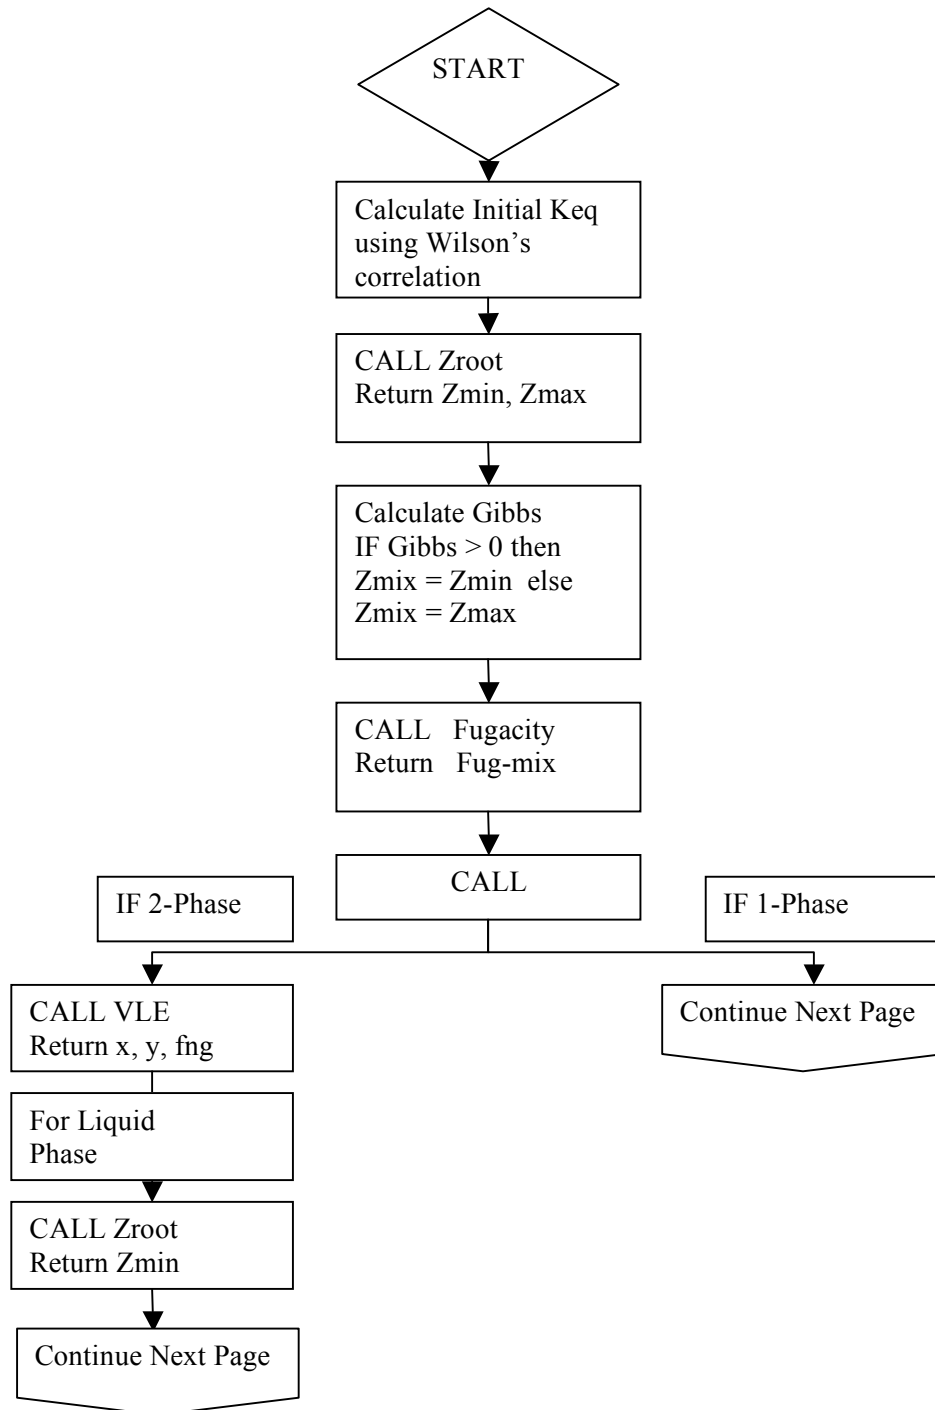 START
Calculate Initial Keq
using Wilson’s
correlation
CALL Zroot
Return Zmin, Zmax
Calculate Gibbs
IF Gibbs > 0 then
Zmix = Zmin else
Zmix = Zmax
CALL Fugacity
Return Fug-mix
CALL
IF 2-Phase
IF 1-Phase
CALL VLE
Return x, y, fng
Continue Next Page
For Liquid
Phase
CALL Zroot
Return Zmin
Continue Next Page